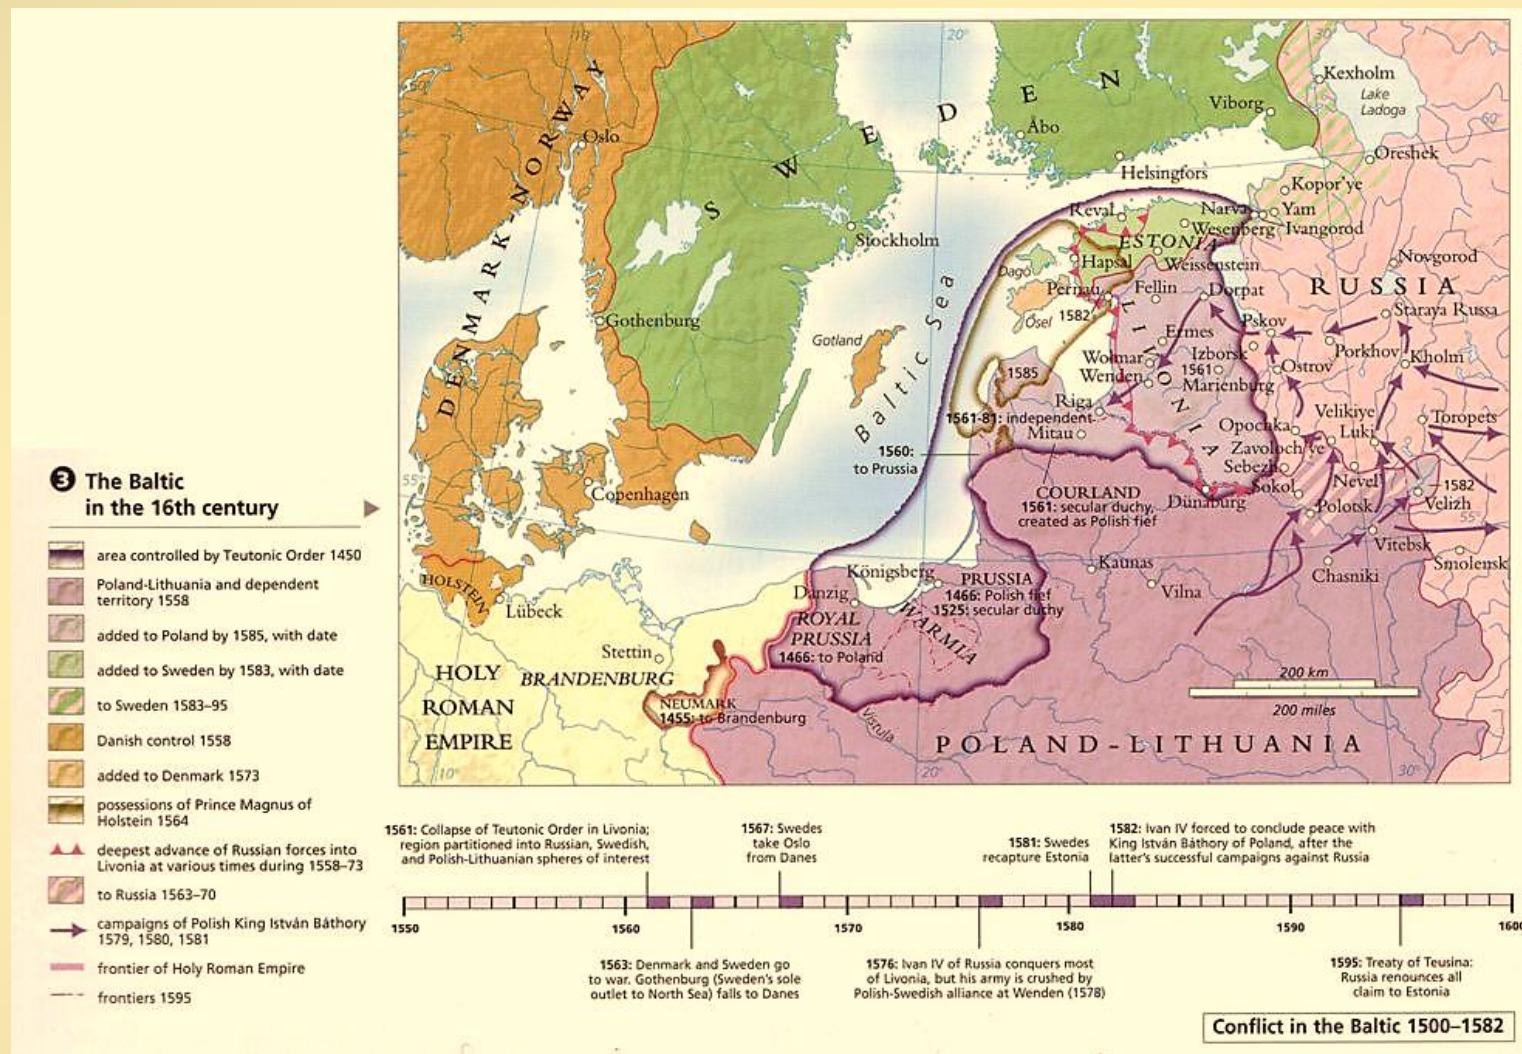 3 The Baltic
in the 16th century
area controlled by Teutonic Order 1450
Poland-Lithuania and dependent
territory 1558
added to Poland by 1585, with date
added to Sweden by 1583, with date
to Sweden 1583–95
Danish control 1558
added to Denmark 1573
possessions of Prince Magnus of
Holstein 1564
deepest advance of Russian forces into
Livonia at various times during 1558–73
to Russia 1563–70
campaigns of Polish King István Báthory
1579, 1580, 1581
frontier of Holy Roman Empire
frontiers 1595
20°
30°
60
DENMARK-NORWAY
Oslo
SWEDEN
Kexholm
Lake
Ladoga
Viborg
Åbo
Oreshek
Helsingfors
Kopor'ye
Reval
Narva
Yam
Wesenberg
Ivangorod
Stockholm
ESTONIA
Dagö
Hapsal
Weissenstein
Novgorod
Pernau
Fellin
Dorpat
RUSSIA
Ösel
1582
LIVONIA
Staraya Russa
Gothenburg
Pskov
Gotland
Baltic Sea
Ermes
Izborsk
Porkhov
Kholm
Wolmar
1561
Ostrov
1585
Wenden
Marienburg
Riga
1561-81: independent
Mitau
Velikiye
Luki
Toropets
Opochka
Zavoloch'ye
1560:
to Prussia
Sebezh
Nevel
55°
Copenhagen
COURLAND
1561: secular duchy,
created as Polish fief
Dünaburg
Sokol
1582
Velizh
Polotsk
55°
Vitebsk
Smolensk
Kaunas
Chasniki
Vilna
HOLSTEIN
Lübeck
Königsberg
Danzig
PRUSSIA
1466: Polish fief
1525: secular duchy
WARMIA
ROYAL
PRUSSIA
1466: to Poland
Stettin
HOLY
ROMAN
EMPIRE
BRANDENBURG
NEUMARK
1455: to Brandenburg
Vistula
200 km
200 miles
POLAND-LITHUANIA
10°
20°
30°
1561: Collapse of Teutonic Order in Livonia;
region partitioned into Russian, Swedish,
and Polish-Lithuanian spheres of interest
1567: Swedes
take Oslo
from Danes
1581: Swedes
recapture Estonia
1582: Ivan IV forced to conclude peace with
King István Báthory of Poland, after the
latter's successful campaigns against Russia
1550
1560
1570
1580
1590
1563: Denmark and Sweden go
to war. Gothenburg (Sweden's sole
outlet to North Sea) falls to Danes
1576: Ivan IV of Russia conquers most
of Livonia, but his army is crushed by
Polish-Swedish alliance at Wenden (1578)
1595: Treaty of Teusina:
Russia renounces all
claim to Estonia
Conflict in the Baltic 1500–1582